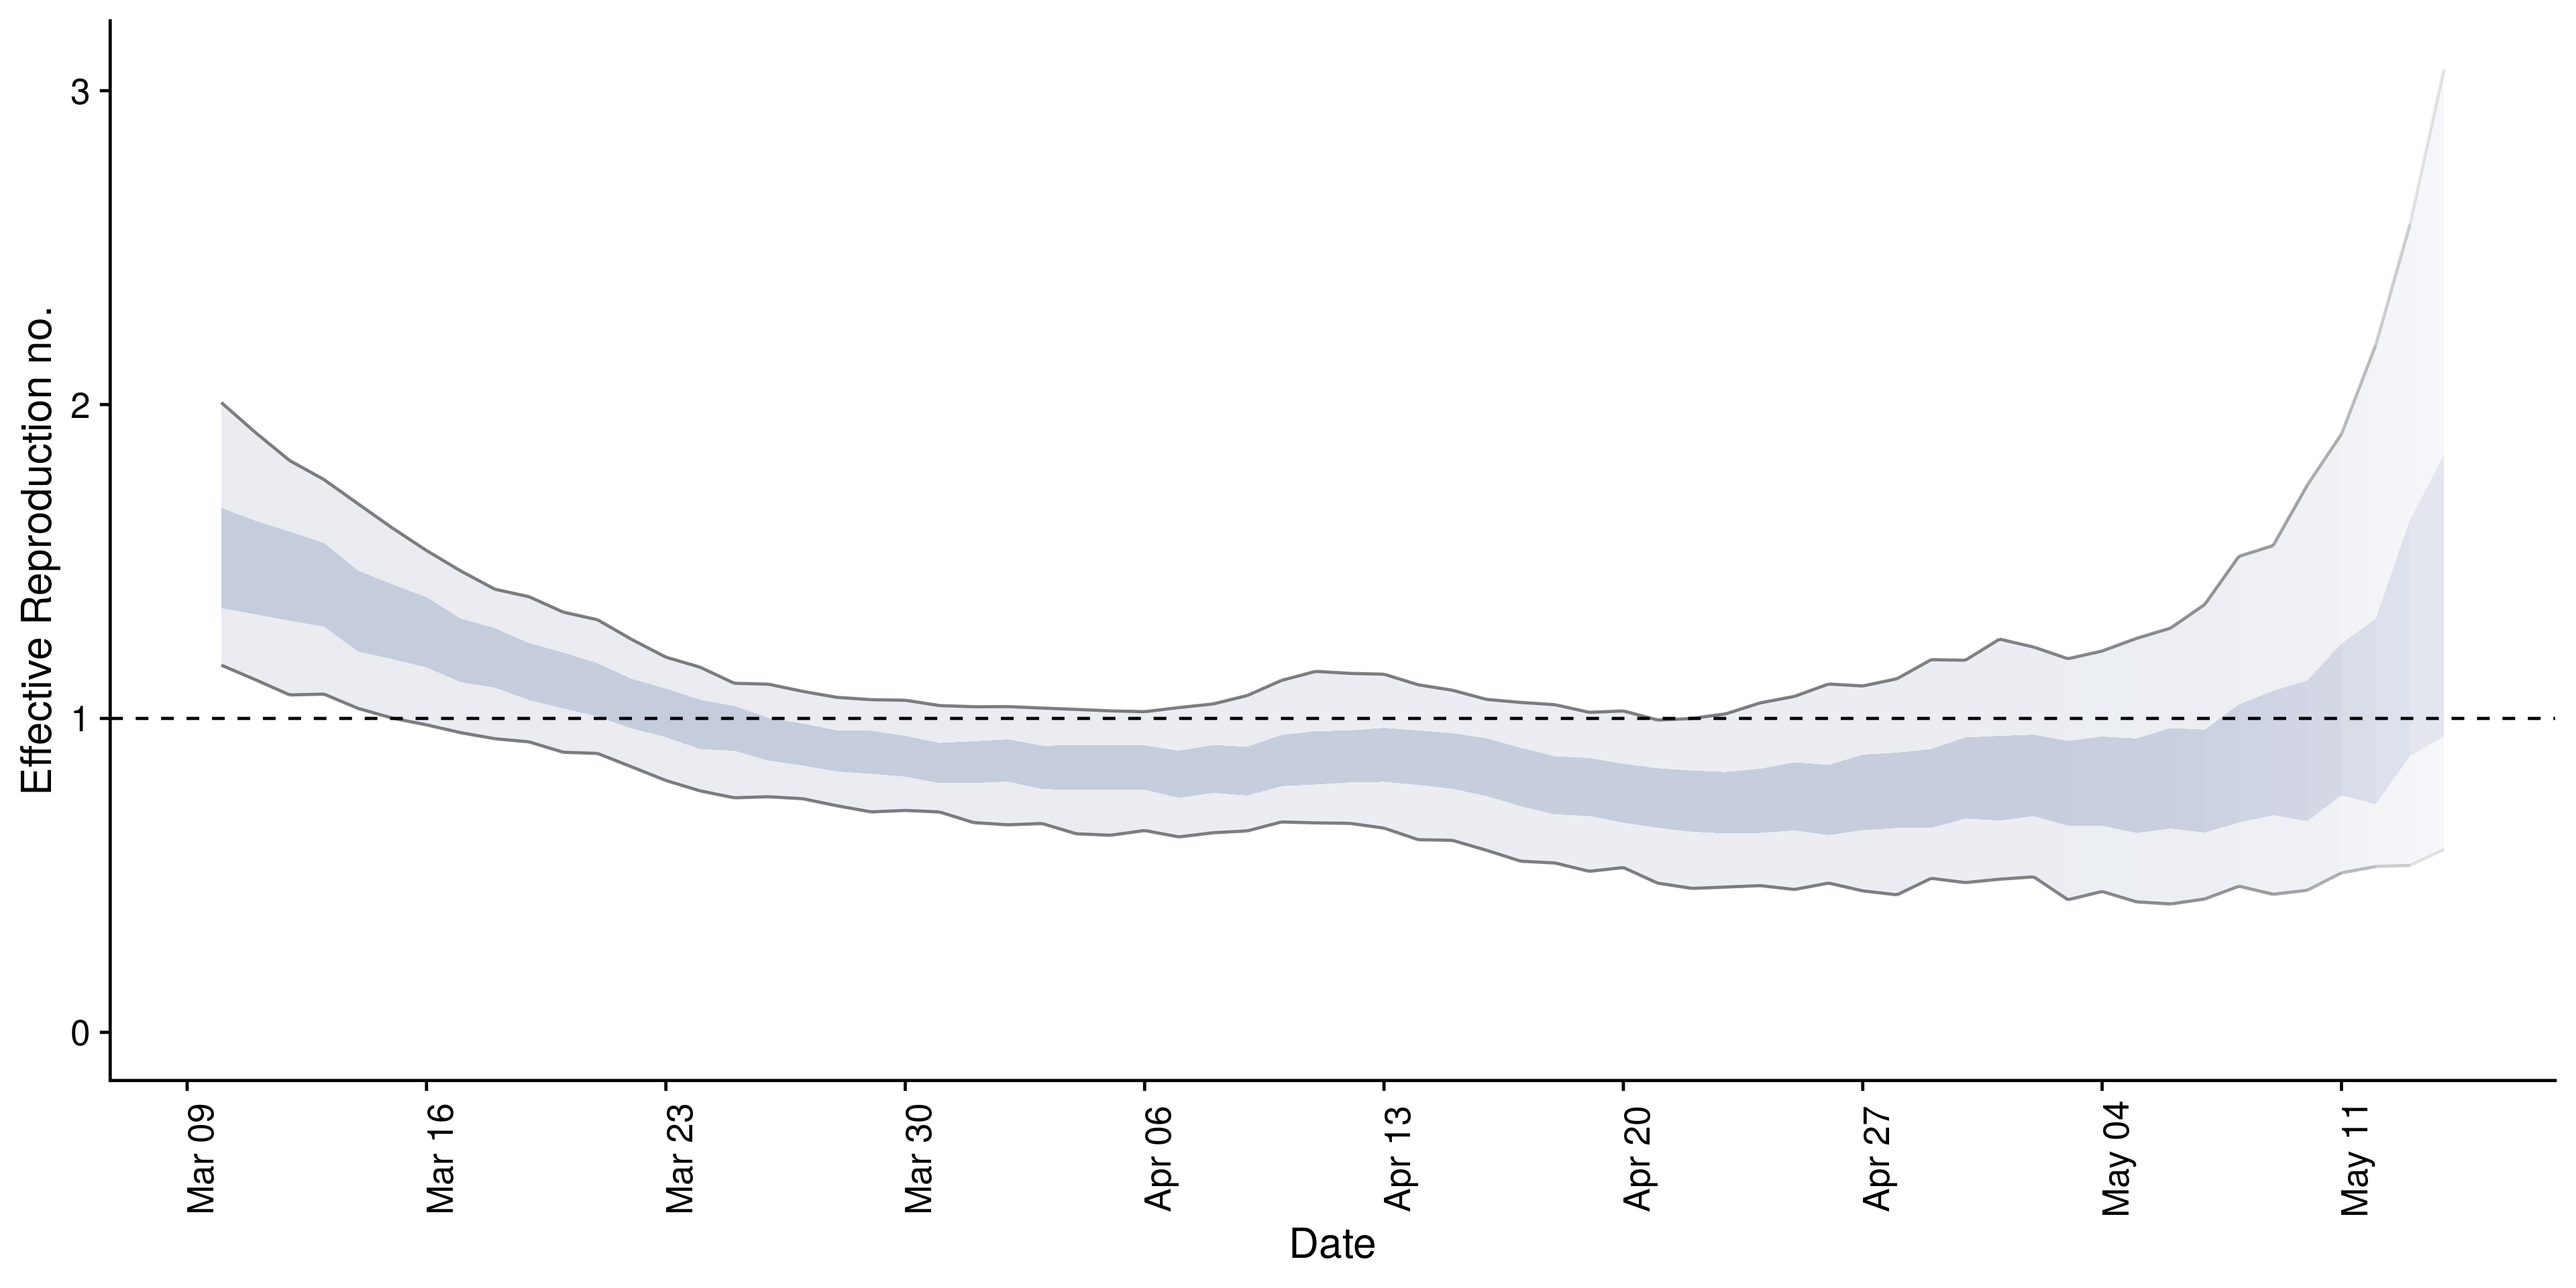 Effective Reproduction no.
3
2
1
0
Mar 09
Mar 16
Mar 23
Mar 30
Apr 06
Apr 13
Apr 20
Apr 27
May 04
May 11
Date